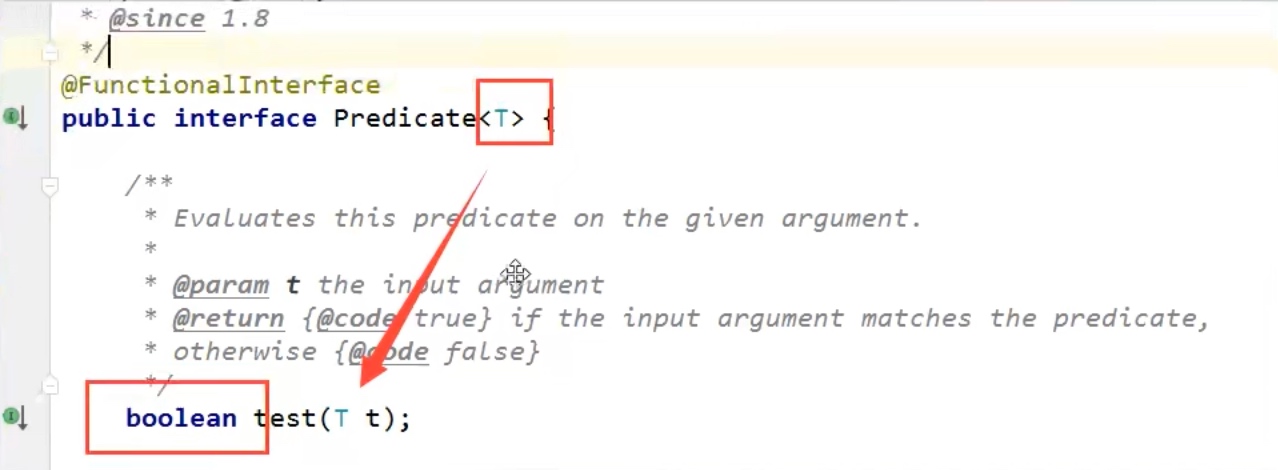 * @since 1.8
*/
@FunctionalInterface
public interface Predicate<T> {
/**
* Evaluates this predicate on the given argument.
*
* @param t the input argument
* @return {@code true} if the input argument matches the predicate,
* otherwise {@code false}
*/
boolean test(T t);